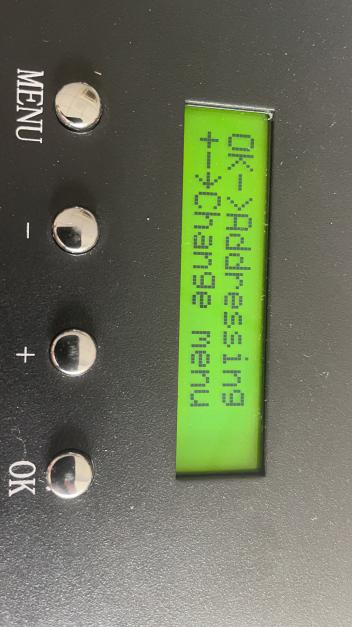 OK->Addressing
+-→Change menu
MENU
-
+
OK